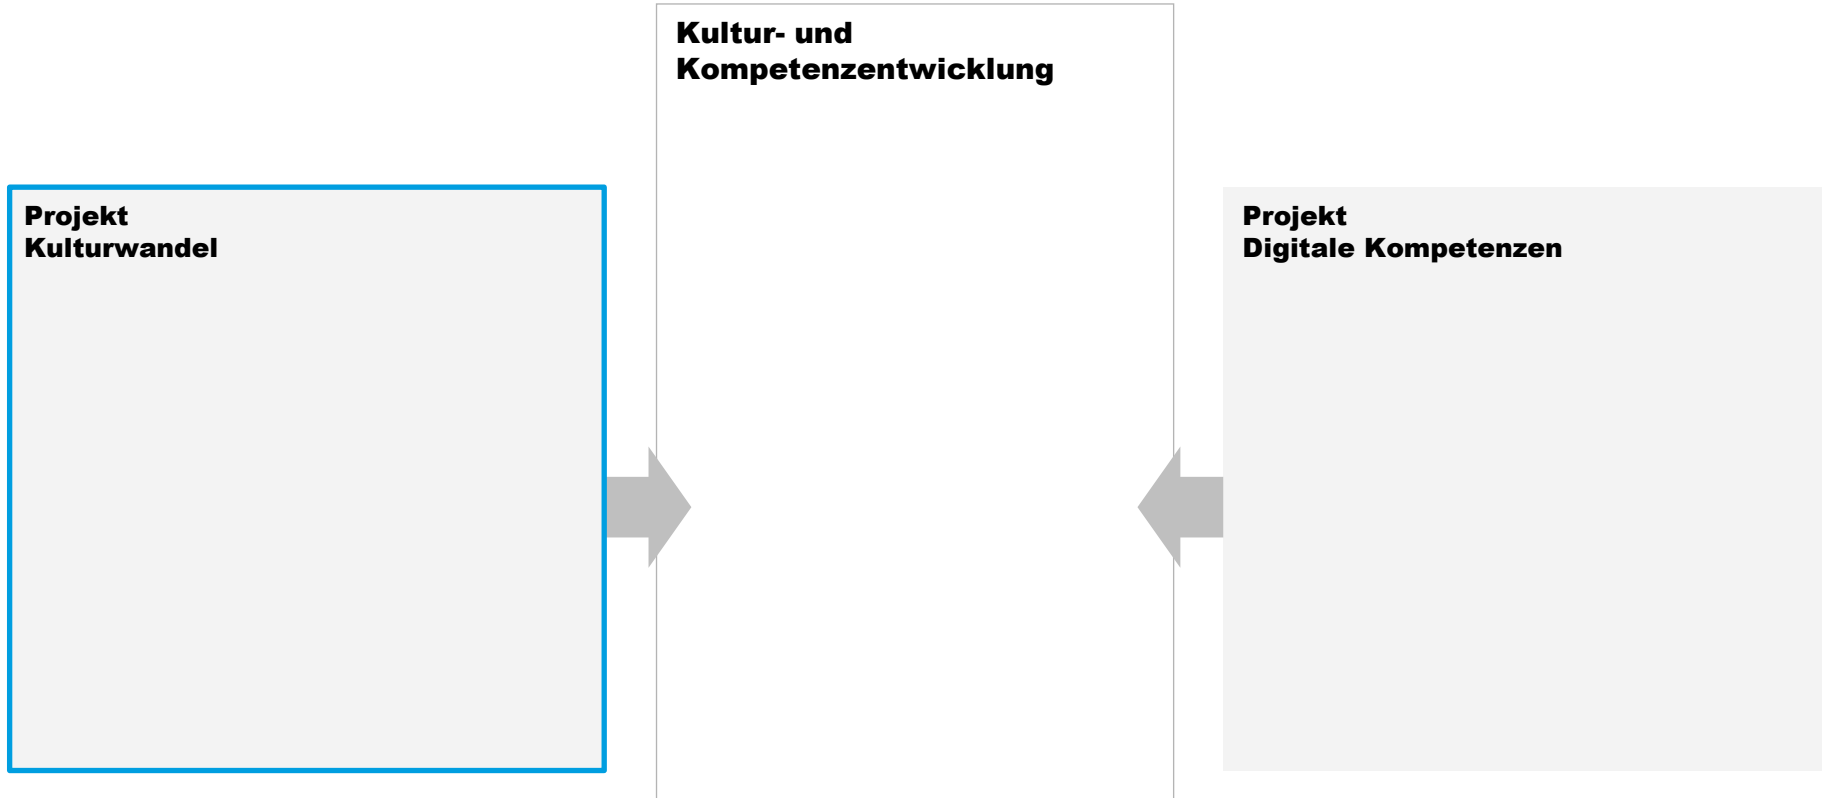 Kultur- und
Kompetenzentwicklung
Projekt
Kulturwandel
Projekt
Digitale Kompetenzen